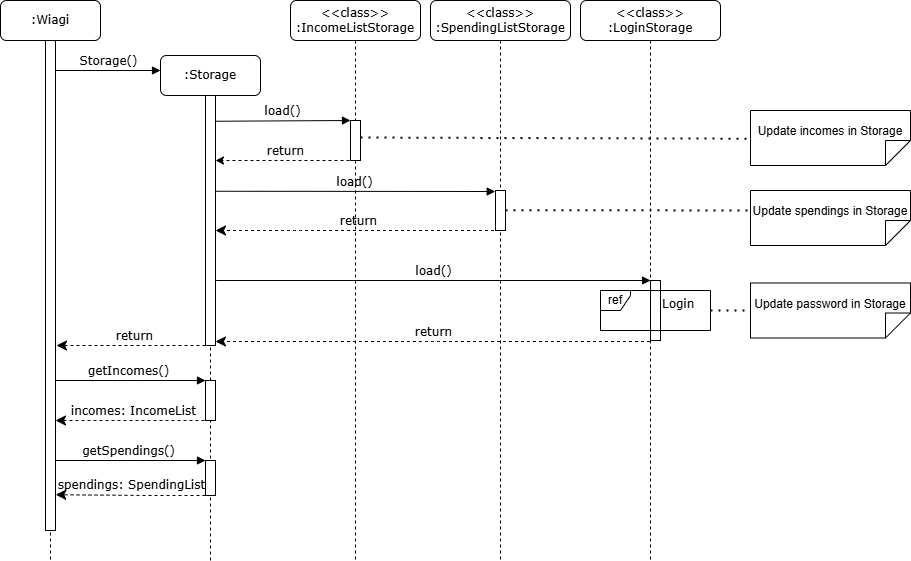 :Wiagi
<<class>>
:IncomeListStorage
<<class>>
:SpendingListStorage
<<class>>
:LoginStorage
Storage()
:Storage
load()
Update incomes in Storage
return
load()
Update spendings in Storage
return
load()
ref
Login
Update password in Storage
return
return
getIncomes()
incomes: IncomeList
getSpendings()
spendings: SpendingList